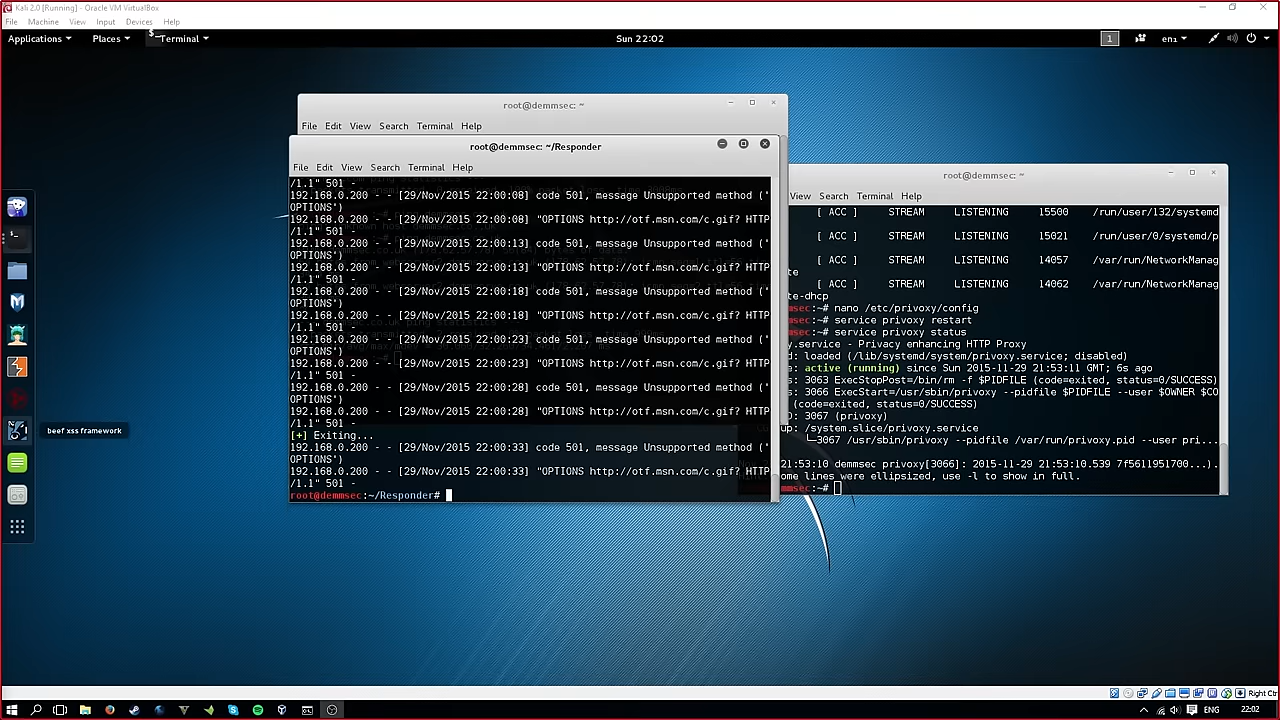 Kali 2.0 [Running] - Oracle VM VirtualBox
File Machine View Input Devices Help
Applications Places Terminal Sun 22:02 1 en1
root@demmsec: ~
File Edit View Search Terminal Help
root@demmsec: ~/Responder
File Edit View Search Terminal Help
/1.1" 501 -
192.168.0.200 - - [29/Nov/2015 22:00:08] code 501, message Unsupported method ('
OPTIONS')
192.168.0.200 - - [29/Nov/2015 22:00:08] "OPTIONS http://otf.msn.com/c.gif? HTTP
/1.1" 501 -
192.168.0.200 - - [29/Nov/2015 22:00:13] code 501, message Unsupported method ('
OPTIONS')
192.168.0.200 - - [29/Nov/2015 22:00:13] "OPTIONS http://otf.msn.com/c.gif? HTTP
/1.1" 501 -
192.168.0.200 - - [29/Nov/2015 22:00:18] code 501, message Unsupported method ('
OPTIONS')
192.168.0.200 - - [29/Nov/2015 22:00:18] "OPTIONS http://otf.msn.com/c.gif? HTTP
/1.1" 501 -
192.168.0.200 - - [29/Nov/2015 22:00:23] code 501, message Unsupported method ('
OPTIONS')
192.168.0.200 - - [29/Nov/2015 22:00:23] "OPTIONS http://otf.msn.com/c.gif? HTTP
/1.1" 501 -
192.168.0.200 - - [29/Nov/2015 22:00:28] code 501, message Unsupported method ('
OPTIONS')
192.168.0.200 - - [29/Nov/2015 22:00:28] "OPTIONS http://otf.msn.com/c.gif? HTTP
/1.1" 501 -
[+] Exiting...
192.168.0.200 - - [29/Nov/2015 22:00:33] code 501, message Unsupported method ('
OPTIONS')
192.168.0.200 - - [29/Nov/2015 22:00:33] "OPTIONS http://otf.msn.com/c.gif? HTTP
/1.1" 501 -
root@demmsec:~/Responder#
root@demmsec: ~
View Search Terminal Help
[ ACC ] STREAM LISTENING 15500 /run/user/132/systemd
[ ACC ] STREAM LISTENING 15021 /run/user/0/systemd/p
[ ACC ] STREAM LISTENING 14057 /var/run/NetworkManag
te
[ ACC ] STREAM LISTENING 14062 /var/run/NetworkManag
te-dhcp
msec:~# nano /etc/privoxy/config
msec:~# service privoxy restart
msec:~# service privoxy status
y.service - Privacy enhancing HTTP Proxy
d: loaded (/lib/systemd/system/privoxy.service; disabled)
e: active (running) since Sun 2015-11-29 21:53:11 GMT; 6s ago
s: 3063 ExecStopPost=/bin/rm -f $PIDFILE (code=exited, status=0/SUCCESS)
s: 3066 ExecStart=/usr/sbin/privoxy --pidfile $PIDFILE --user $OWNER $CO
(code=exited, status=0/SUCCESS)
D: 3067 (privoxy)
up: /system.slice/privoxy.service
└─3067 /usr/sbin/privoxy --pidfile /var/run/privoxy.pid --user pri...
21:53:10 demmsec privoxy[3066]: 2015-11-29 21:53:10.539 7f5611951700...).
ome lines were ellipsized, use -l to show in full.
msec:~#
beef xss framework
Right Ctr
ENG 22:02